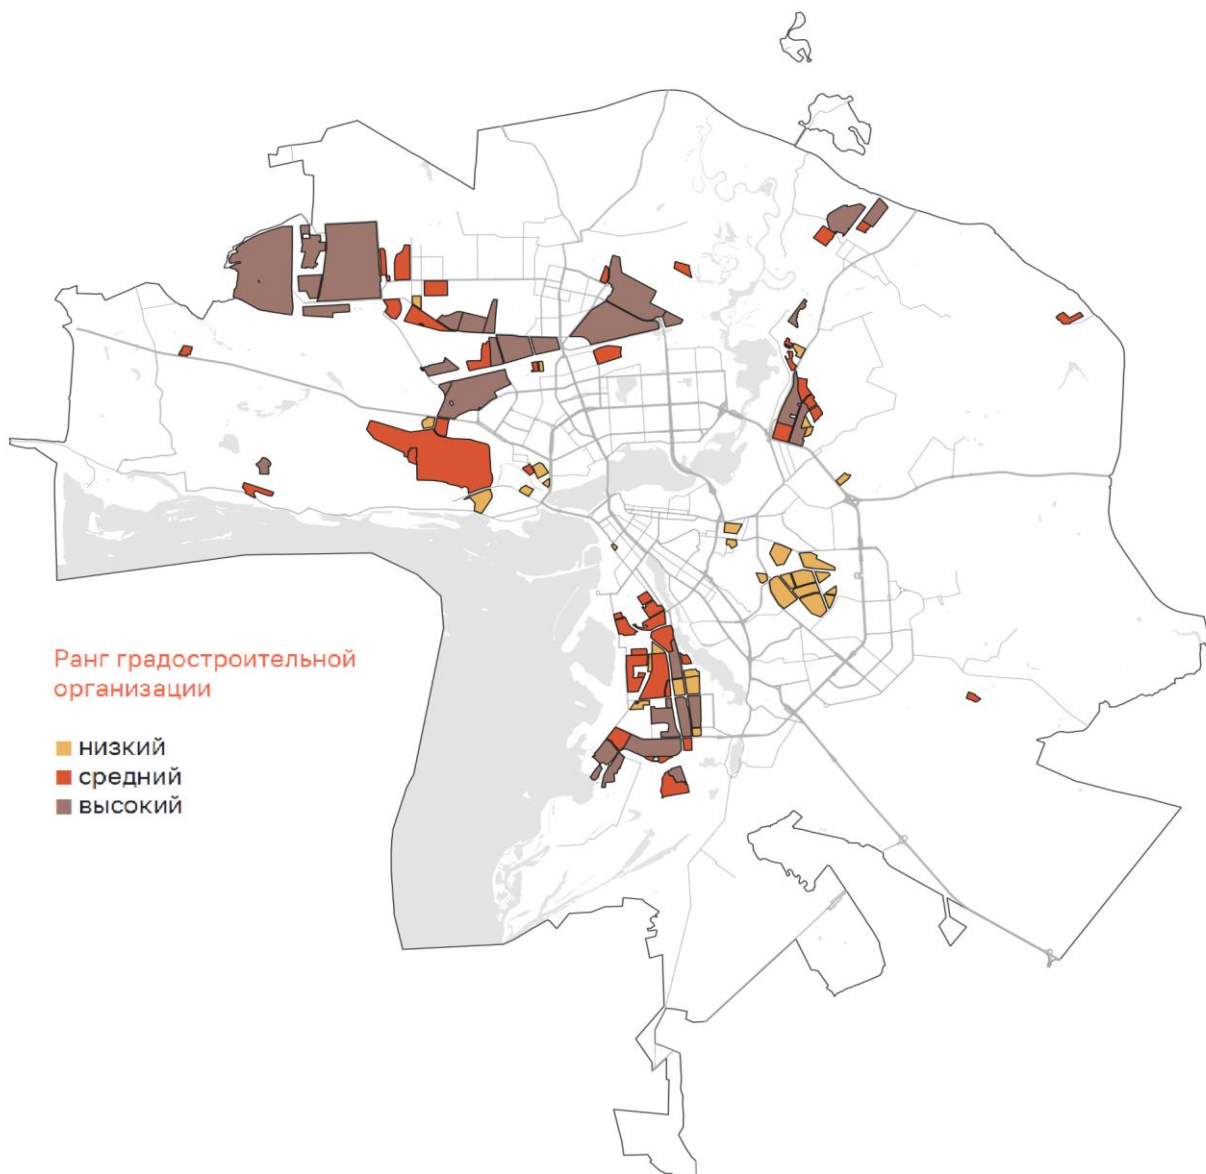 Ранг градостроительной
организации
низкий
средний
высокий